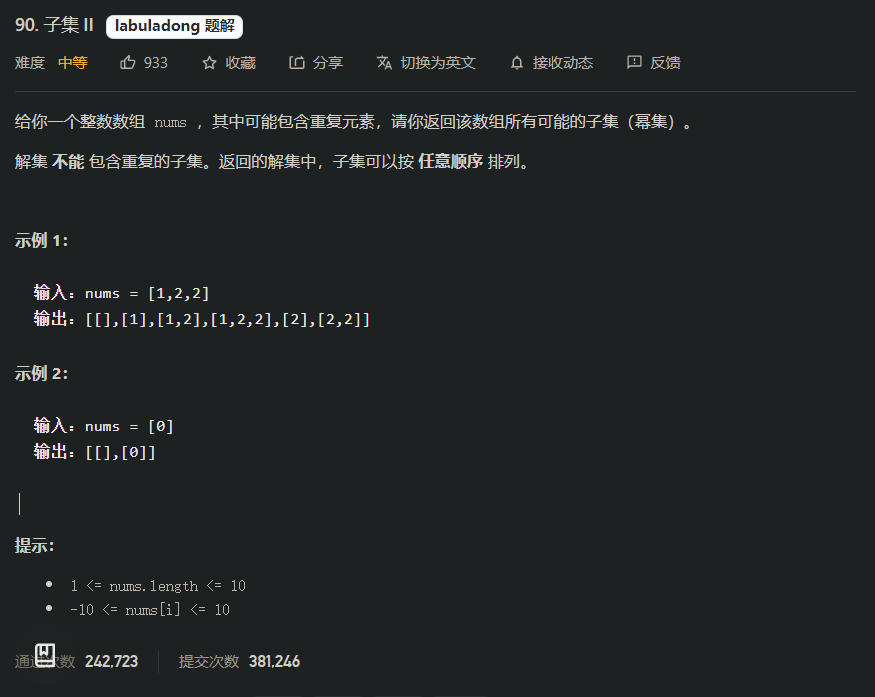 90. 子集 II labuladong 题解
难度 中等 933 收藏 分享 切换为英文 接收动态 反馈
给你一个整数数组 nums ，其中可能包含重复元素，请你返回该数组所有可能的子集（幂集）。
解集 不能 包含重复的子集。返回的解集中，子集可以按 任意顺序 排列。
示例 1：
输入：nums = [1,2,2]
输出：[[],[1],[1,2],[1,2,2],[2],[2,2]]
示例 2：
输入：nums = [0]
输出：[[],[0]]
提示：
1 <= nums.length <= 10
-10 <= nums[i] <= 10
通过次数 242,723 提交次数 381,246